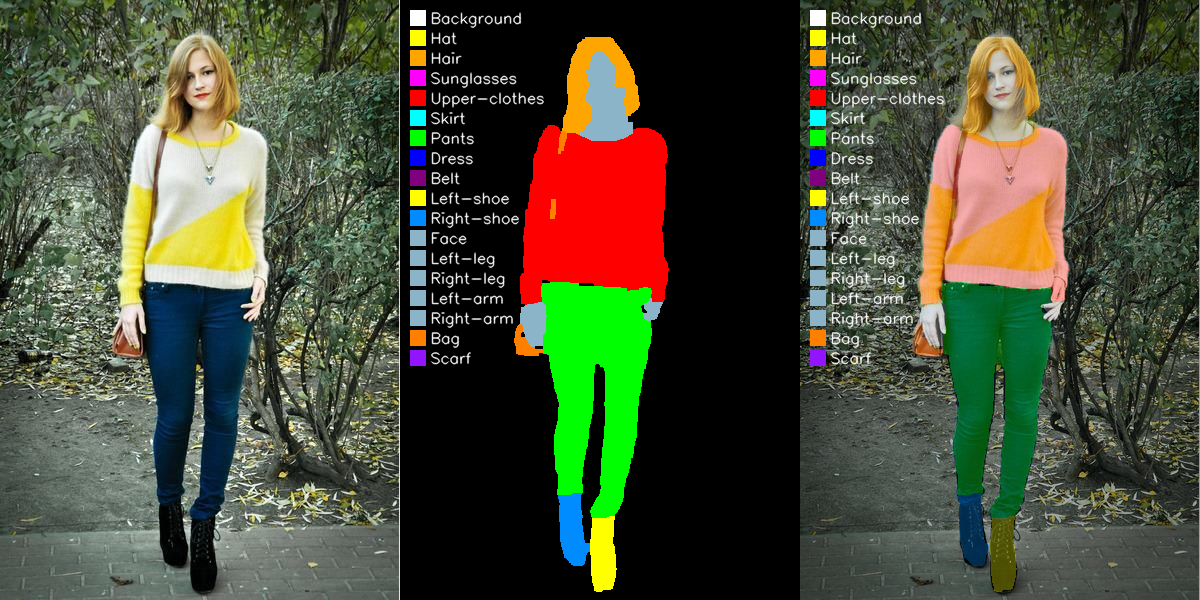 Background
Hat
Hair
Sunglasses
Upper-clothes
Skirt
Pants
Dress
Belt
Left-shoe
Right-shoe
Face
Left-leg
Right-leg
Left-arm
Right-arm
Bag
Scarf
Background
Hat
Hair
Sunglasses
Upper-clothes
Skirt
Pants
Dress
Belt
Left-shoe
Right-shoe
Face
Left-leg
Right-leg
Left-arm
Right-arm
Bag
Scarf